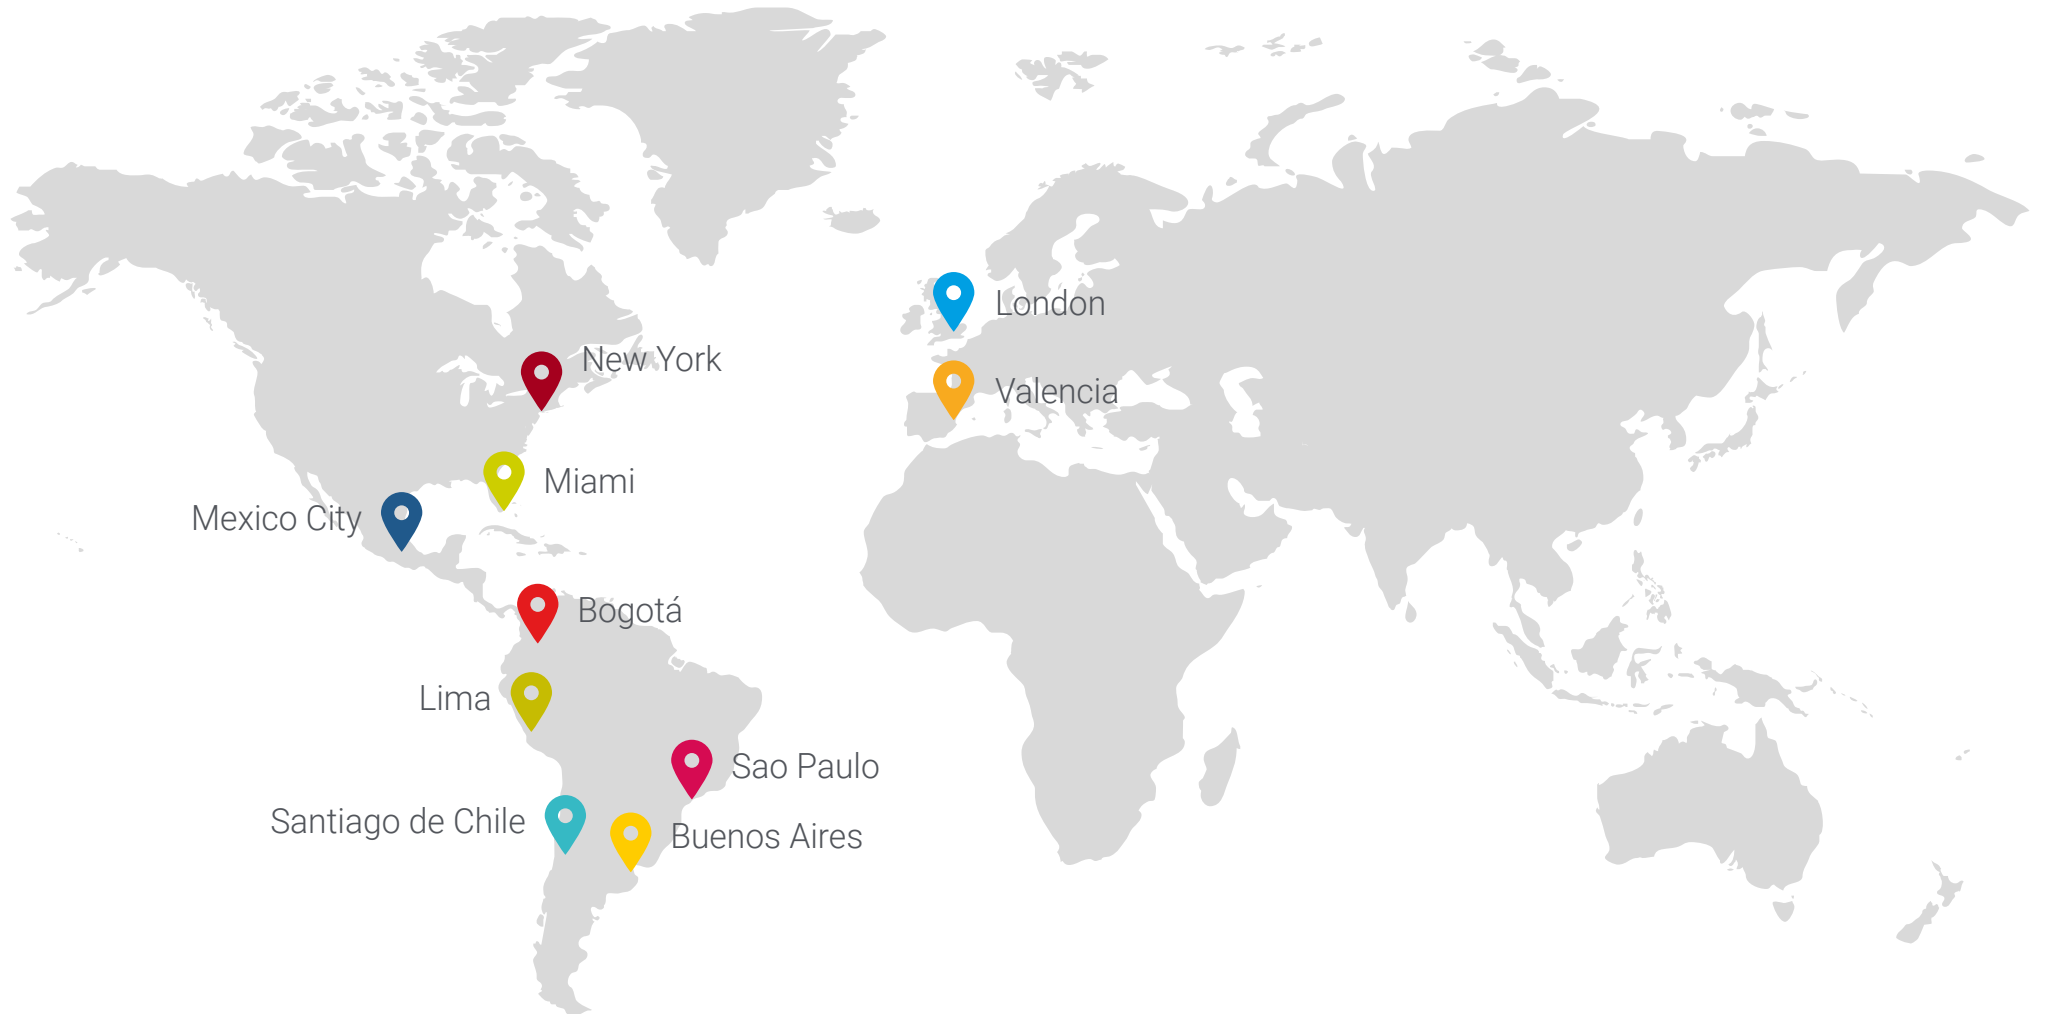 London
New York
Valencia
Miami
Mexico City
Bogotá
Lima
Sao Paulo
Santiago de Chile
Buenos Aires